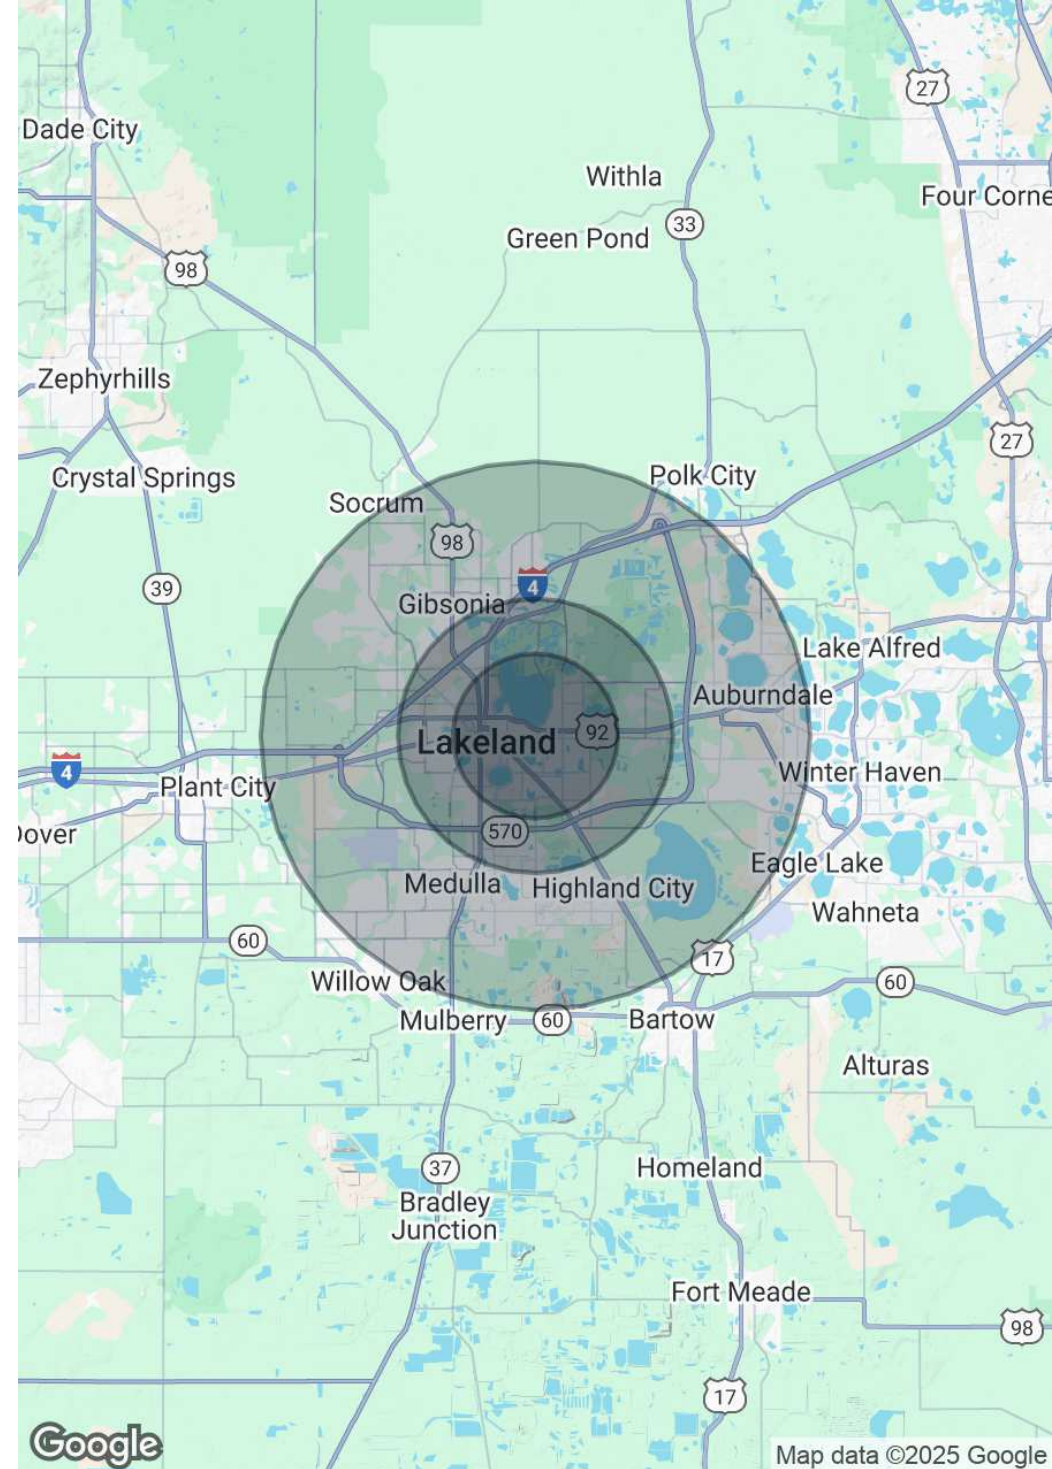 27
Dade City
Withla
Four Corne
33
Green Pond
98
Zephyrhills
27
Crystal Springs
Polk City
Socrum
98
39
4
Gibsonia
Lake Alfred
Auburndale
92
Lakeland
4
Winter Haven
Plant City
Dover
570
Eagle Lake
Medulla
Highland City
Wahneta
60
17
Willow Oak
60
Mulberry
60
Bartow
Alturas
37
Homeland
Bradley
Junction
Fort Meade
98
17
Google
Map data ©2025 Google